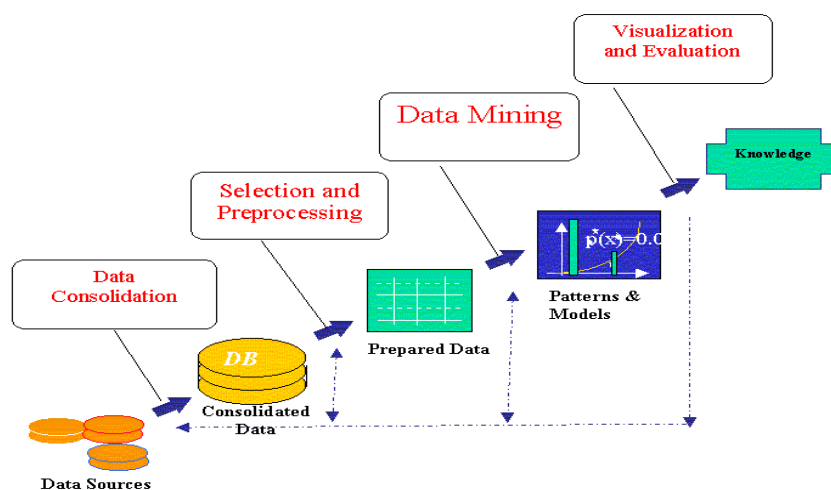 Visualization
and Evaluation
Data Mining
Knowledge
Selection and
Preprocessing
p(x)=0.0
Data
Consolidation
Patterns &
Models
Prepared Data
DB
Consolidated
Data
Data Sources